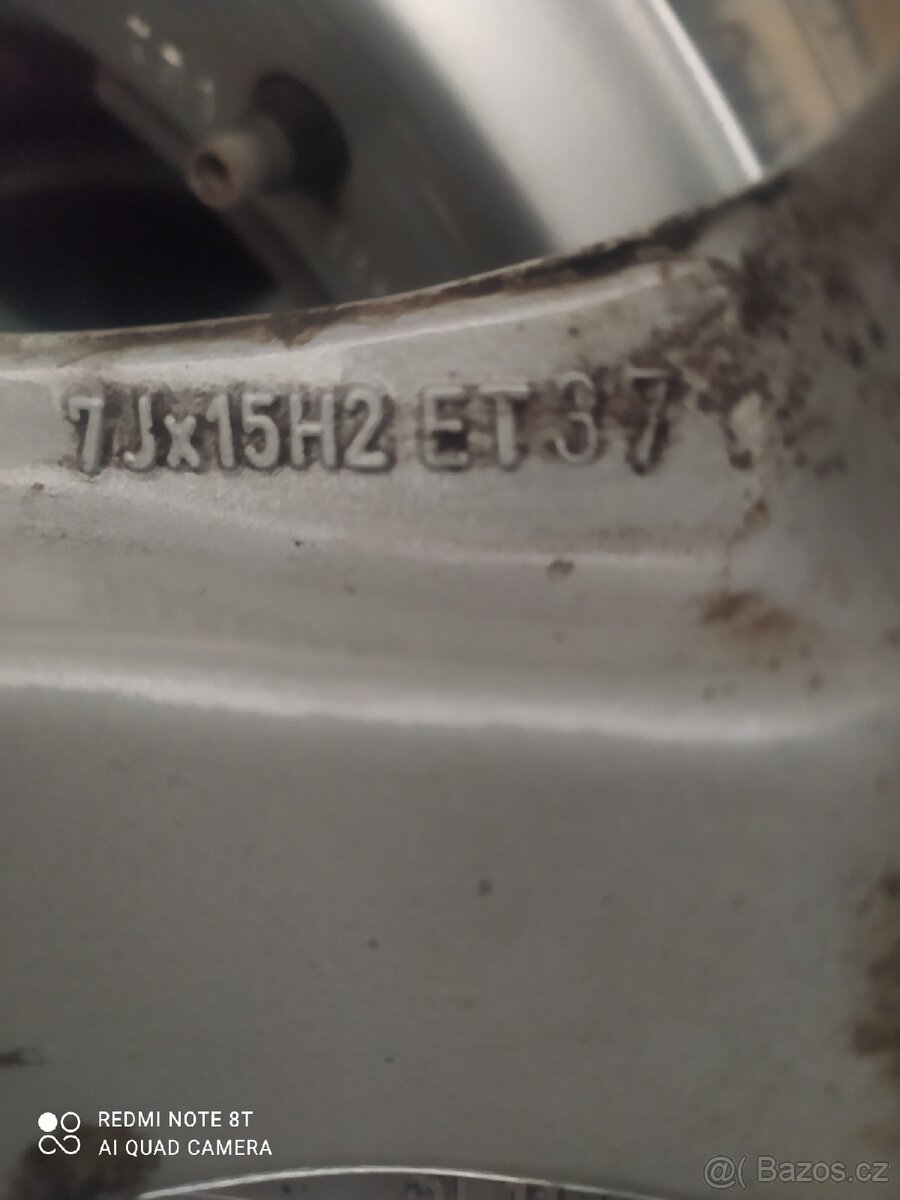 7Jx15H2 ET37
REDMI NOTE 8T
AI QUAD CAMERA
@( Bazos.cz